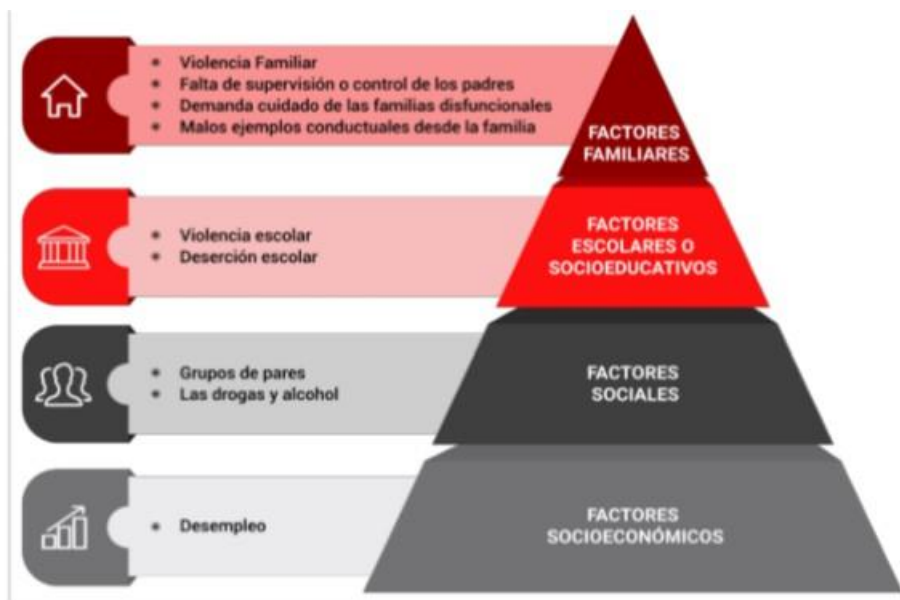 • Violencia Familiar
• Falta de supervisión o control de los padres
• Demanda cuidado de las familias disfuncionales
• Malos ejemplos conductuales desde la familia
FACTORES
FAMILIARES
• Violencia escolar
• Deserción escolar
FACTORES
ESCOLARES O
SOCIOEDUCATIVOS
• Grupos de pares
• Las drogas y alcohol
FACTORES
SOCIALES
• Desempleo
FACTORES
SOCIOECONÓMICOS